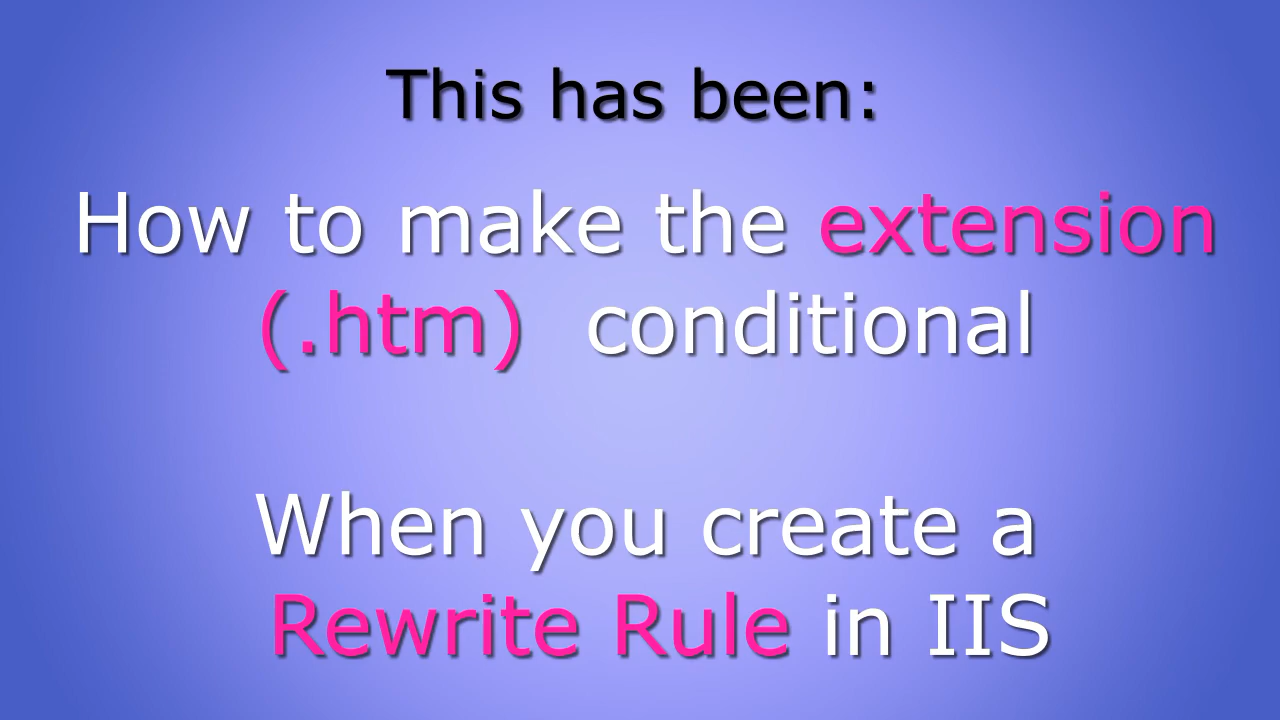 This has been:
How to make the extension
(.htm) conditional
When you create a
Rewrite Rule in IIS